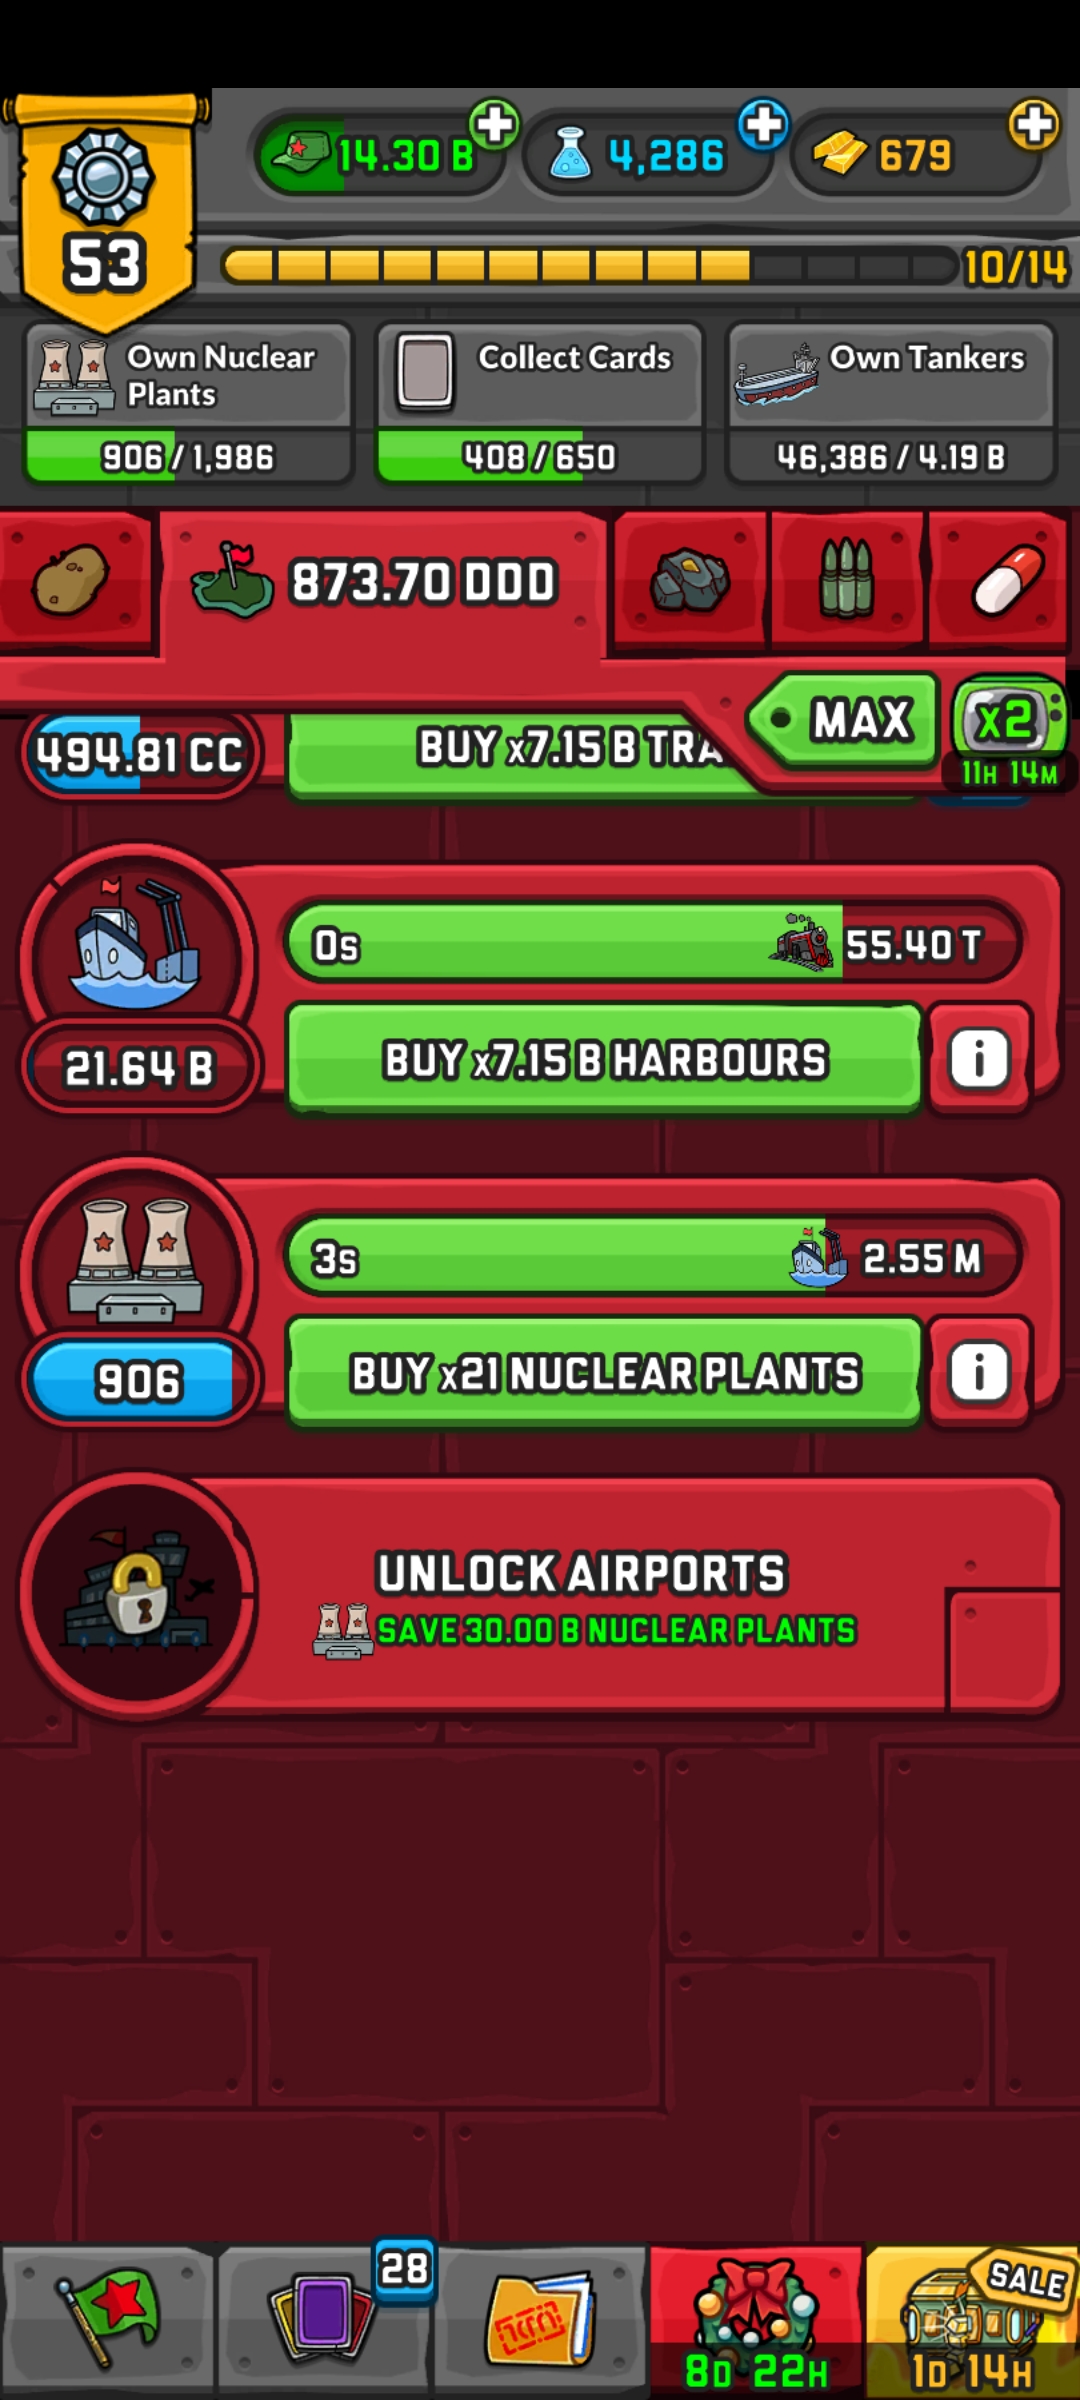 14.30 B
4,286
679
53
10/14
Own Nuclear
Plants
906 / 1,986
Collect Cards
408 / 650
Own Tankers
46,386 / 4.19 B
873.70 DDD
MAX
x2
11H 14M
494.81 CC
BUY x7.15 B TRA
0s
55.40 T
21.64 B
BUY x7.15 B HARBOURS
i
3s
2.55 M
906
BUY x21 NUCLEAR PLANTS
i
UNLOCK AIRPORTS
SAVE 30.00 B NUCLEAR PLANTS
28
8D 22H
SALE
1D 14H